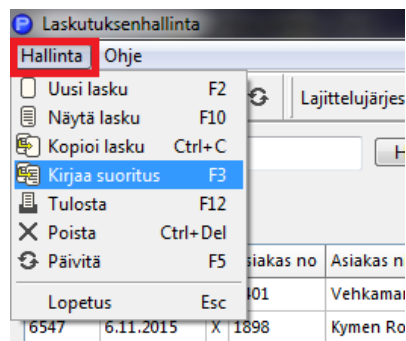 Laskutuksenhallinta
Hallinta Ohje
Uusi lasku F2
Näytä lasku F10
Kopioi lasku Ctrl+C
Kirjaa suoritus F3
Tulosta F12
Poista Ctrl+Del
Päivitä F5
Lopetus Esc
Lajittelujärjes
H
siakas no Asiakas n
401 Vehkamar
6547 6.11.2015 X 1898 Kymen Ro